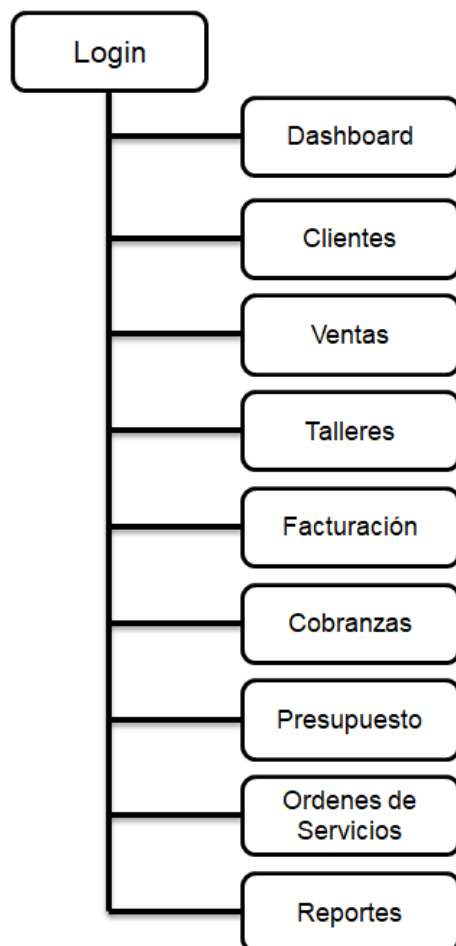 Login
Dashboard
Clientes
Ventas
Talleres
Facturación
Cobranzas
Presupuesto
Ordenes de
Servicios
Reportes